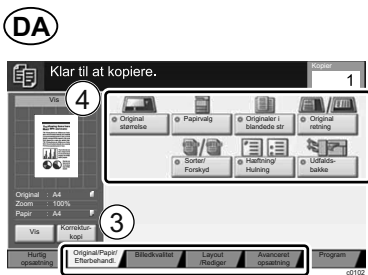 DA
Klar til at kopiere.
Kopier
1
Vis
4
Original størrelse
Papirvalg
Originaler i blandede str
Original retning
Sorter/ Forskyd
Hæftning/ Hulning
Udfalds- bakke
Original : A4
Zoom : 100%
Papir : A4
Vis
Korrektur- kopi
3
Hurtig opsætning
Original/Papir/ Efterbehandl.
Billedkvalitet
Layout /Rediger
Avanceret opsætning
Program
c0102